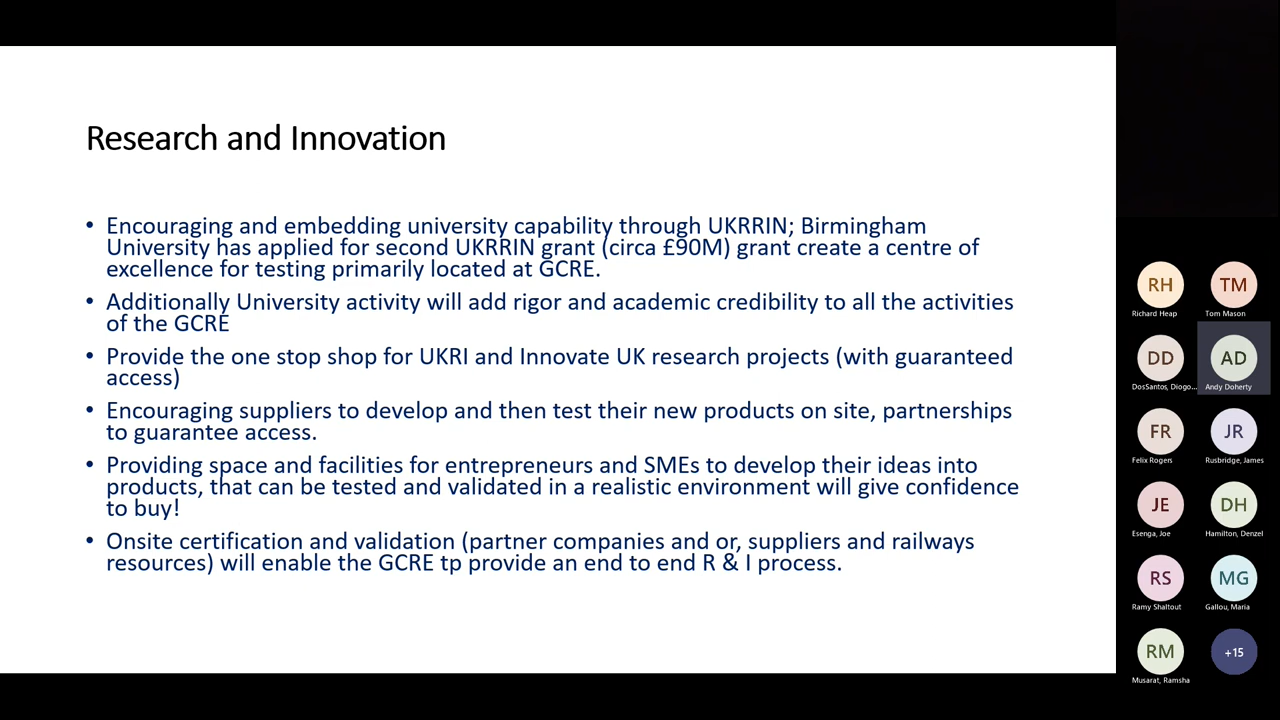 Research and Innovation
• Encouraging and embedding university capability through UKRRIN; Birmingham
University has applied for second UKRRIN grant (circa £90M) grant create a centre of
excellence for testing primarily located at GCRE.
• Additionally University activity will add rigor and academic credibility to all the activities
of the GCRE
• Provide the one stop shop for UKRI and Innovate UK research projects (with guaranteed
access)
• Encouraging suppliers to develop and then test their new products on site, partnerships
to guarantee access.
• Providing space and facilities for entrepreneurs and SMEs to develop their ideas into
products, that can be tested and validated in a realistic environment will give confidence
to buy!
• Onsite certification and validation (partner companies and or, suppliers and railways
resources) will enable the GCRE tp provide an end to end R & I process.
RH
Richard Heap
TM
Tom Mason
DD
DosSantos, Diogo...
AD
Andy Doherty
FR
Felix Rogers
JR
Rusbridge, James
JE
Esenga, Joe
DH
Hamilton, Denzel
RS
Ramy Shaltout
MG
Gallou, Maria
RM
Musarat, Ramsha
+15